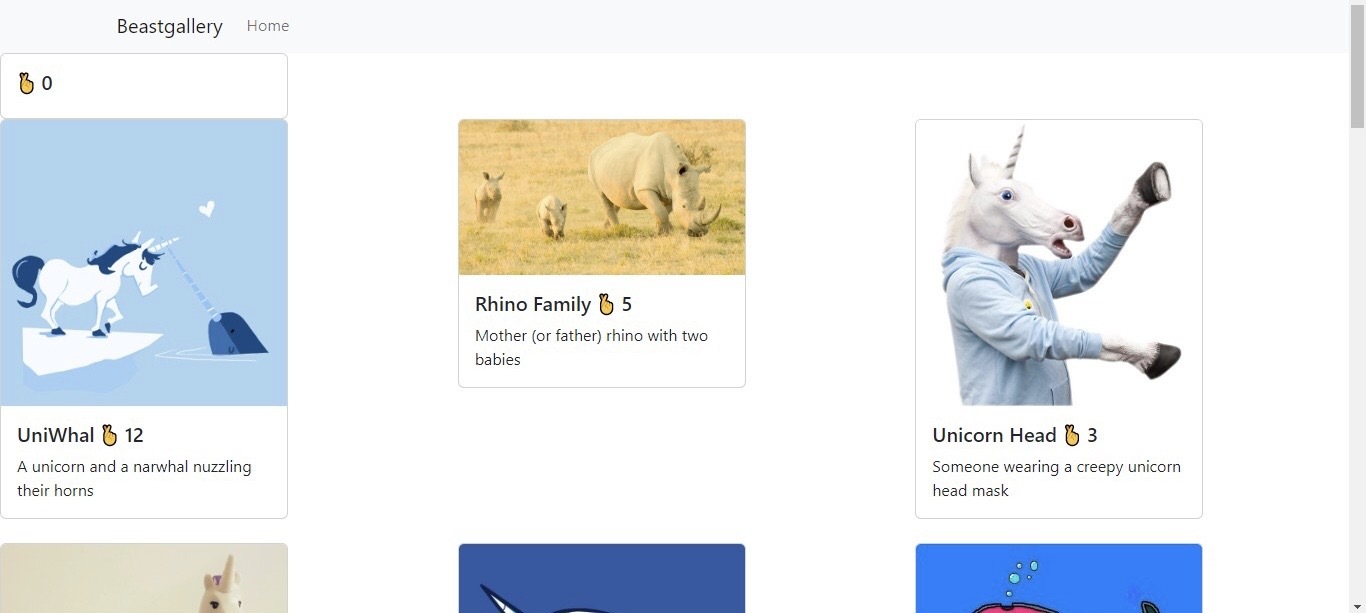 Beastgallery Home
🤞 0
UniWhal 🤞 12
A unicorn and a narwhal nuzzling
their horns
Rhino Family 🤞 5
Mother (or father) rhino with two
babies
Unicorn Head 🤞 3
Someone wearing a creepy unicorn
head mask